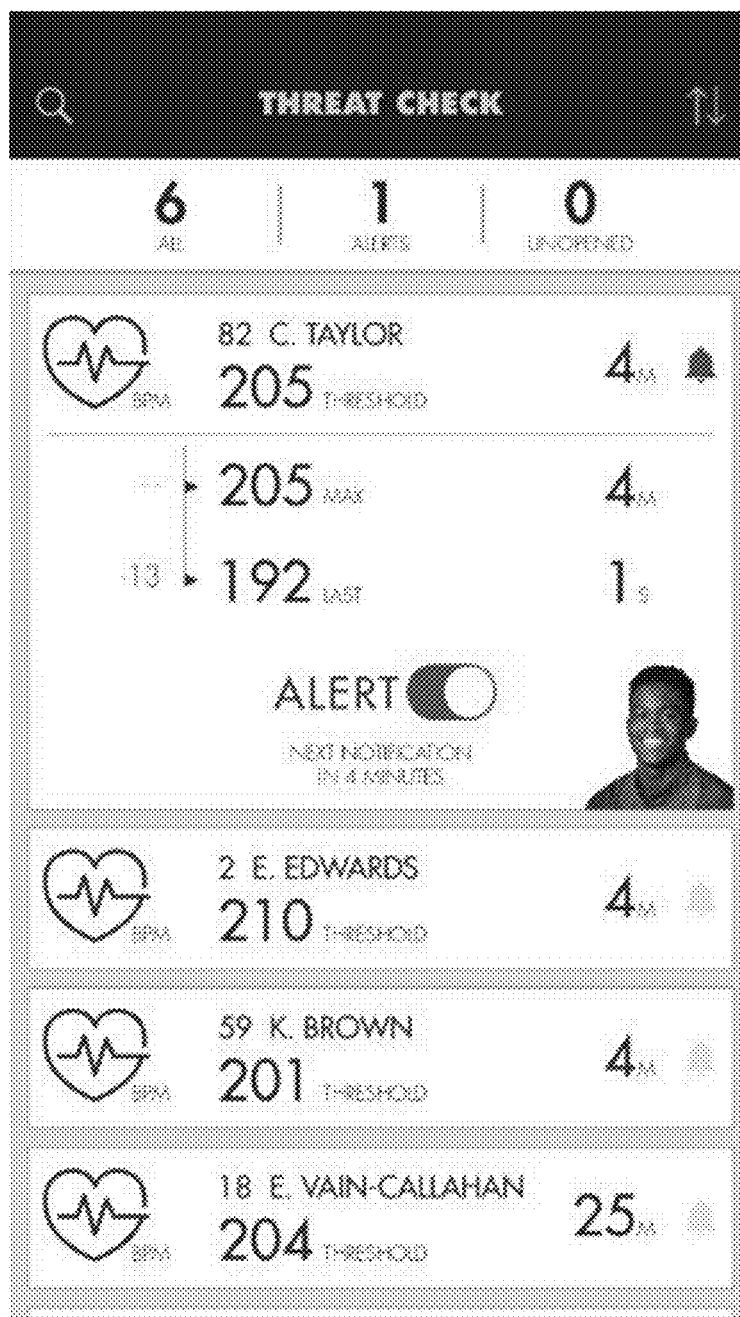 THREAT CHECK
6 1 0
ALL ALERTS UNOPENED
82 C. TAYLOR
BPM 205 THRESHOLD 4M
205 MAX 4M
-13 192 LAST 1 S
ALERT
NEXT NOTIFICATION
IN 4 MINUTES
2 E. EDWARDS
BPM 210 THRESHOLD 4M
59 K. BROWN
BPM 201 THRESHOLD 4M
18 E. VAIN-CALLAHAN
BPM 204 THRESHOLD 25M